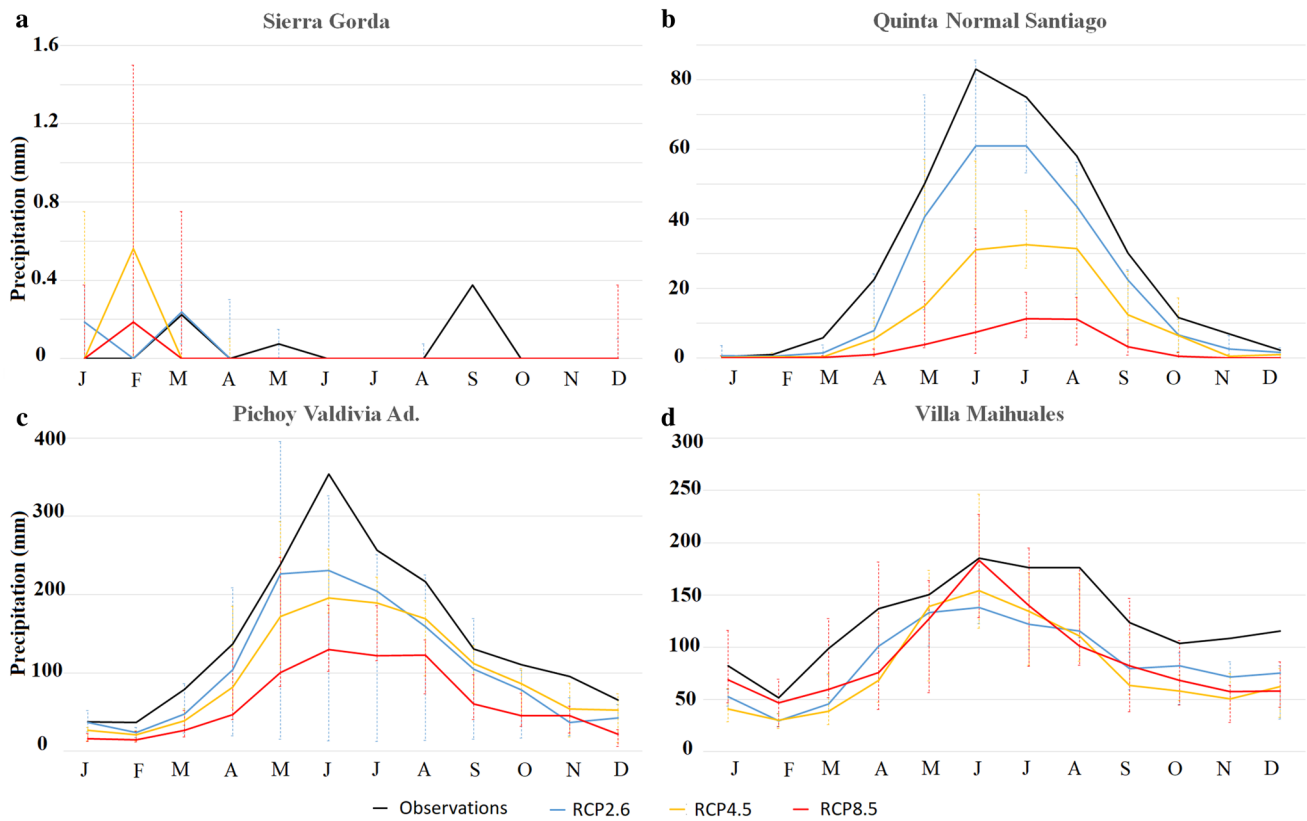 a
Sierra Gorda
Precipitation (mm)
1.6
1.2
0.8
0.4
0
J F M A M J J A S O N D
b
Quinta Normal Santiago
80
60
40
20
0
J F M A M J J A S O N D
c
Pichoy Valdivia Ad.
Precipitation (mm)
400
300
200
100
0
J F M A M J J A S O N D
d
Villa Maihuales
300
250
200
150
100
50
0
J F M A M J J A S O N D
Observations RCP2.6 RCP4.5 RCP8.5